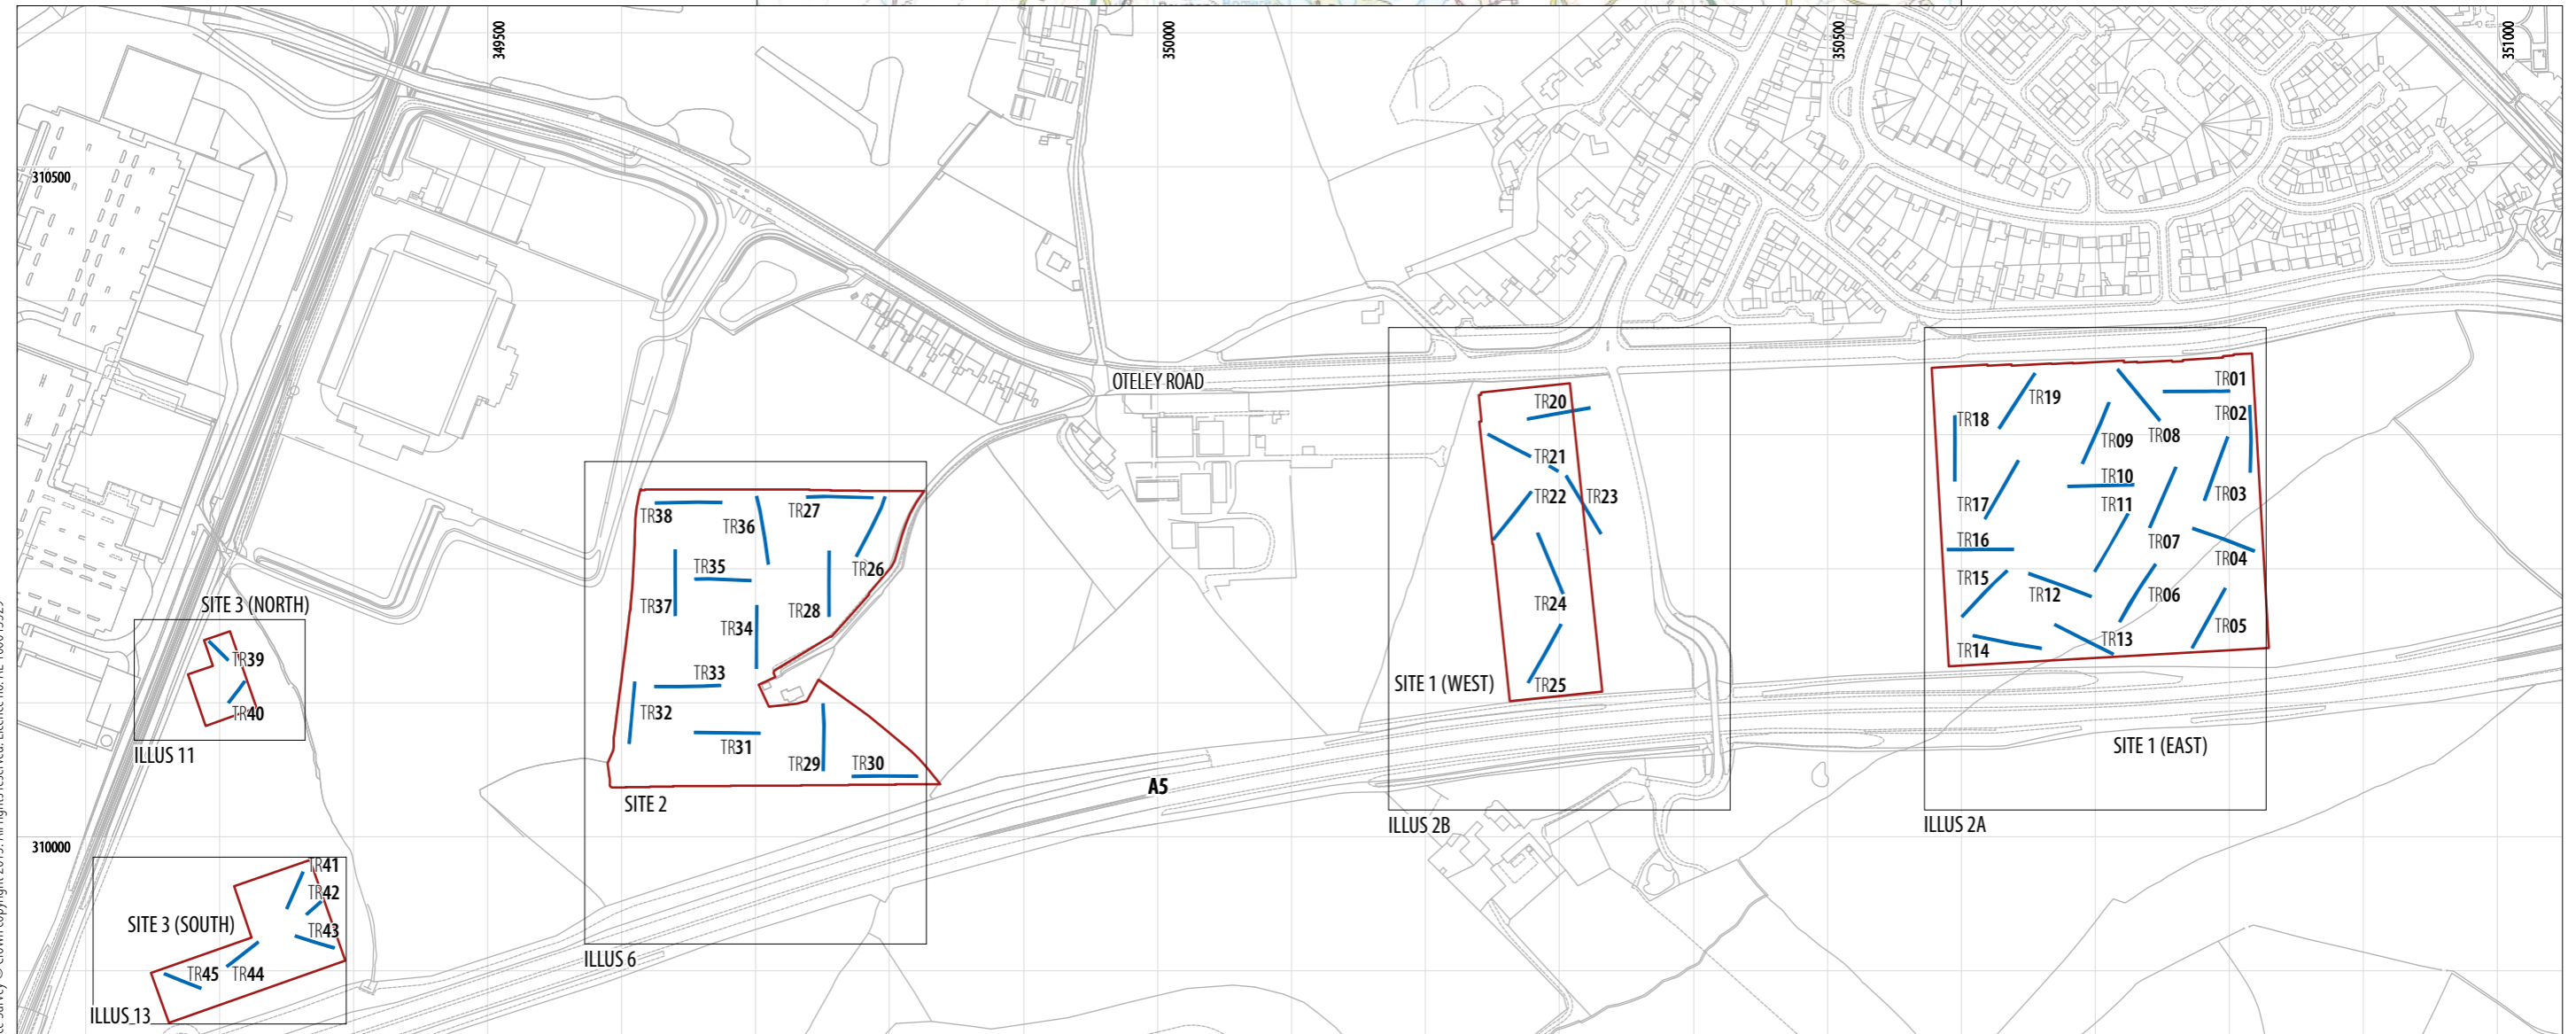 349500
350000
350500
351000
310500
310000
OTELEY ROAD
A5
SITE 3 (NORTH)
TR39
TR40
ILLUS 11
TR41
TR42
TR43
SITE 3 (SOUTH)
TR45
TR44
ILLUS 13
TR38
TR36
TR27
TR35
TR26
TR37
TR28
TR34
TR33
TR32
TR31
TR29
TR30
SITE 2
ILLUS 6
TR20
TR21
TR22
TR23
TR24
TR25
SITE 1 (WEST)
ILLUS 2B
TR01
TR19
TR02
TR18
TR09
TR08
TR10
TR03
TR17
TR11
TR16
TR07
TR04
TR15
TR12
TR06
TR05
TR13
TR14
SITE 1 (EAST)
ILLUS 2A